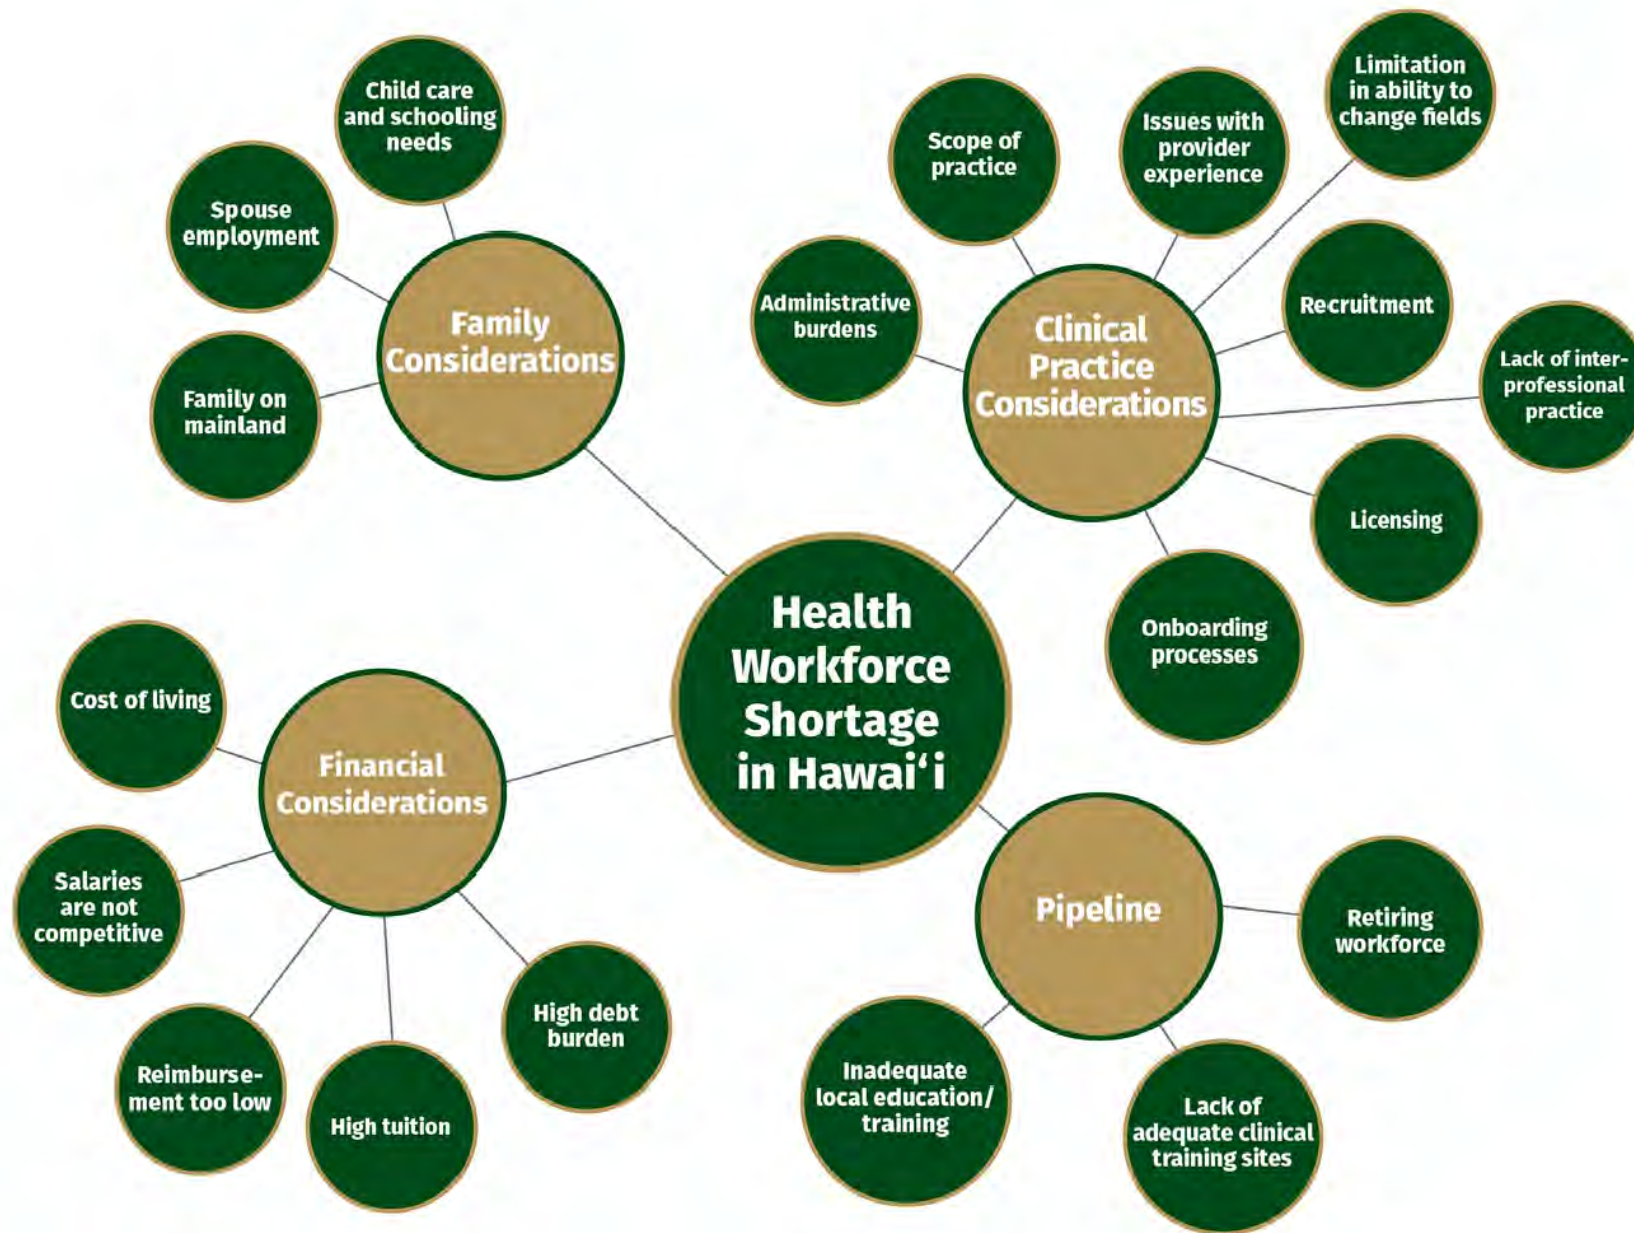 Child care
and schooling
needs
Spouse
employment
Family on
mainland
Family
Considerations
Limitation
in ability to
change fields
Issues with
provider
experience
Scope of
practice
Administrative
burdens
Recruitment
Lack of inter-
professional
practice
Licensing
Onboarding
processes
Clinical
Practice
Considerations
Health
Workforce
Shortage
in Hawaiʻi
Cost of living
Salaries
are not
competitive
Reimburse-
ment too low
High tuition
High debt
burden
Financial
Considerations
Pipeline
Retiring
workforce
Inadequate
local education/
training
Lack of
adequate clinical
training sites